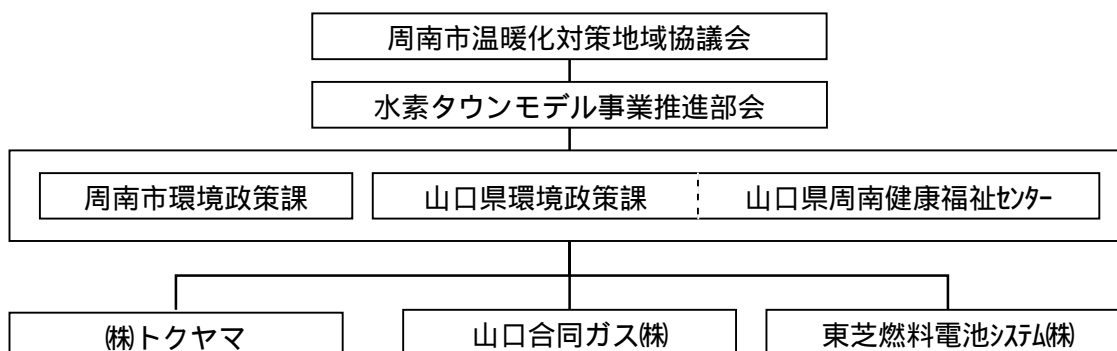 周南市温暖化対策地域協議会
水素タウンモデル事業推進部会
周南市環境政策課
山口県環境政策課
山口県周南健康福祉ｾﾝﾀｰ
㈱トクヤマ
山口合同ガス㈱
東芝燃料電池ｼｽﾃﾑ㈱